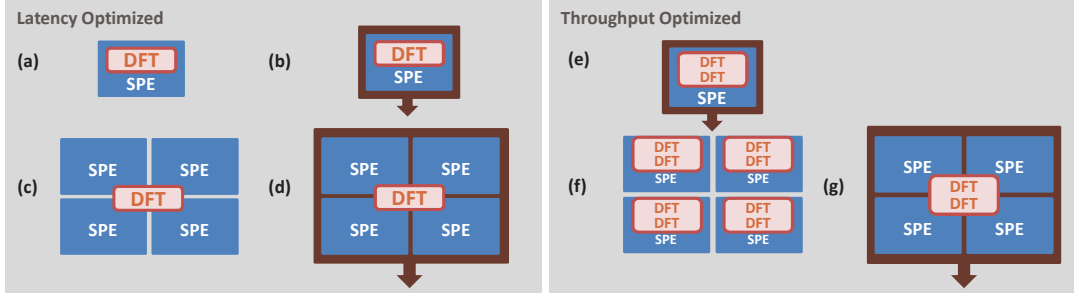 Latency Optimized
(a)
DFT
SPE
(b)
DFT
SPE
(c)
SPE
SPE
DFT
SPE
SPE
(d)
SPE
SPE
DFT
SPE
SPE
Throughput Optimized
(e)
DFT
DFT
SPE
(f)
DFT
DFT
SPE
DFT
DFT
SPE
DFT
DFT
SPE
DFT
DFT
SPE
(g)
SPE
SPE
DFT
DFT
SPE
SPE